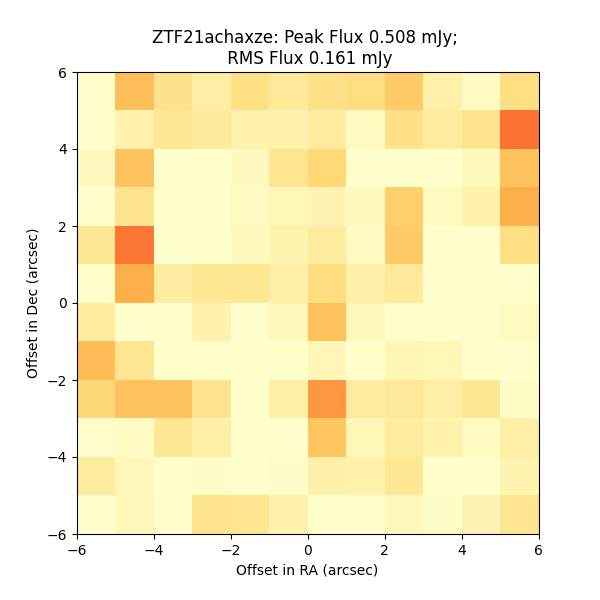 ZTF21achaxze: Peak Flux 0.508 mJy;
RMS Flux 0.161 mJy
6
4
2
0
−2
−4
−6
Offset in Dec (arcsec)
−6 −4 −2 0 2 4 6
Offset in RA (arcsec)